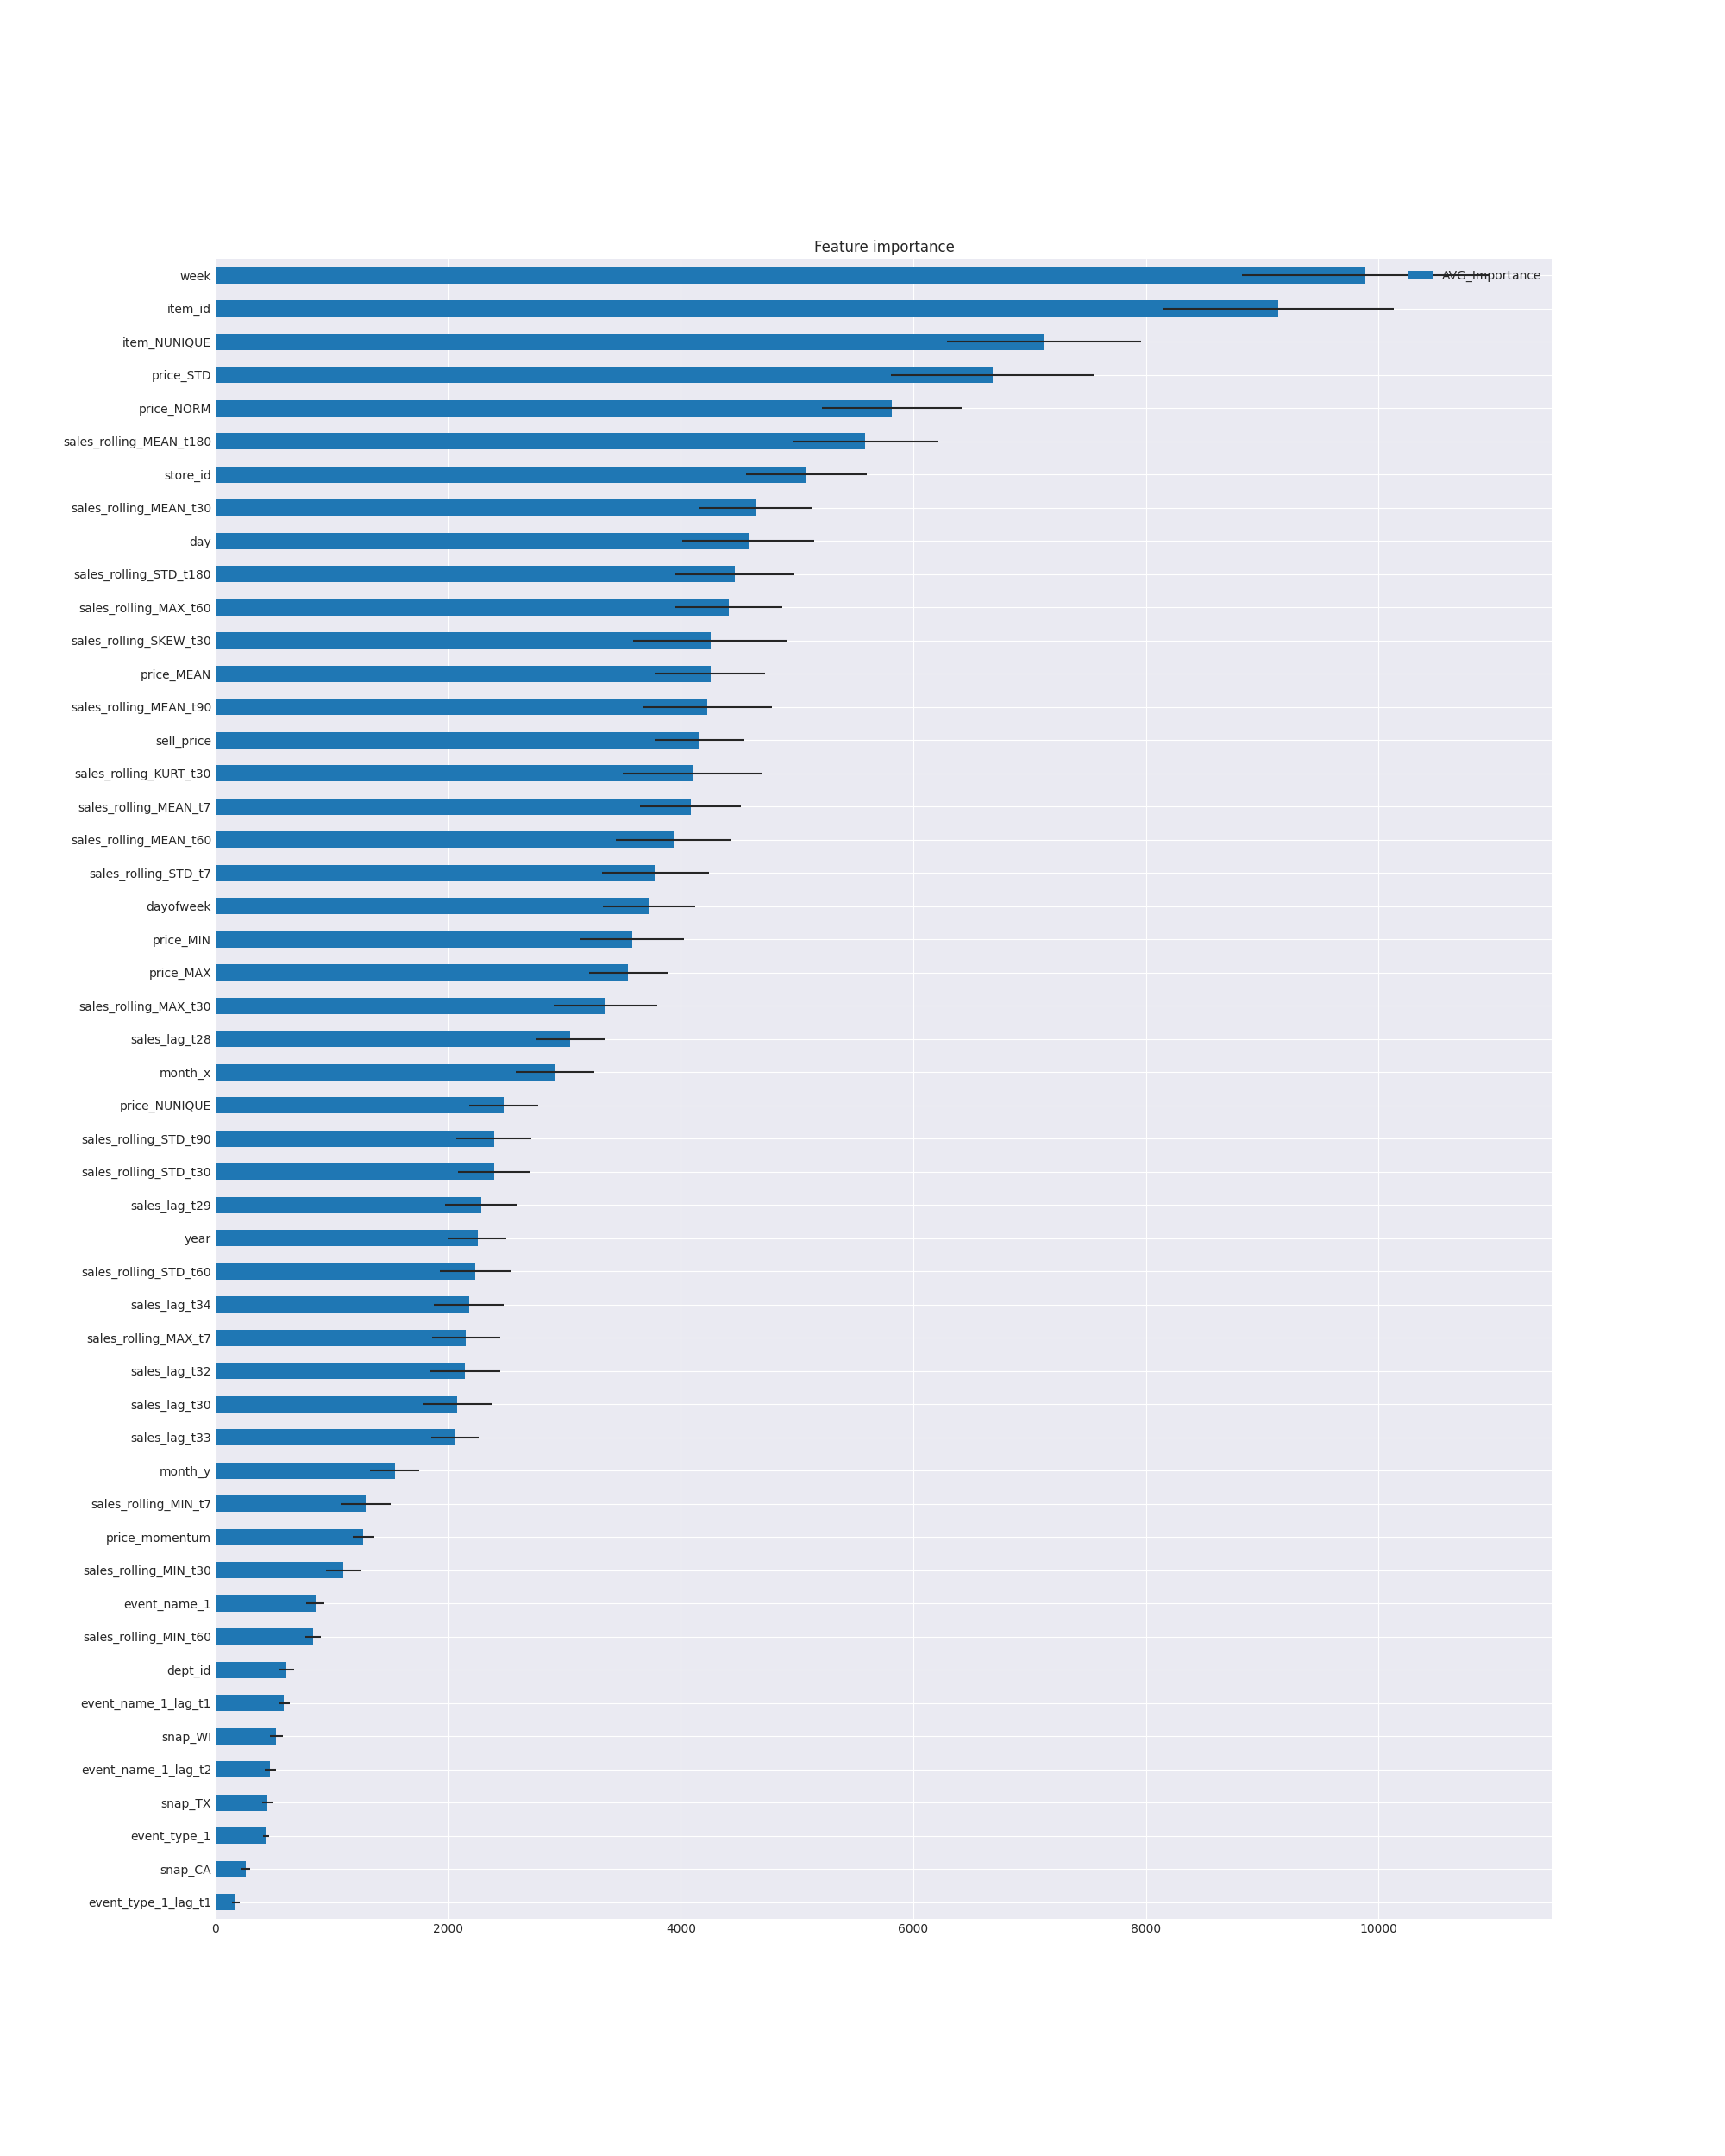 Feature importance
AVG_Importance
week
item_id
item_NUNIQUE
price_STD
price_NORM
sales_rolling_MEAN_t180
store_id
sales_rolling_MEAN_t30
day
sales_rolling_STD_t180
sales_rolling_MAX_t60
sales_rolling_SKEW_t30
price_MEAN
sales_rolling_MEAN_t90
sell_price
sales_rolling_KURT_t30
sales_rolling_MEAN_t7
sales_rolling_MEAN_t60
sales_rolling_STD_t7
dayofweek
price_MIN
price_MAX
sales_rolling_MAX_t30
sales_lag_t28
month_x
price_NUNIQUE
sales_rolling_STD_t90
sales_rolling_STD_t30
sales_lag_t29
year
sales_rolling_STD_t60
sales_lag_t34
sales_rolling_MAX_t7
sales_lag_t32
sales_lag_t30
sales_lag_t33
month_y
sales_rolling_MIN_t7
price_momentum
sales_rolling_MIN_t30
event_name_1
sales_rolling_MIN_t60
dept_id
event_name_1_lag_t1
snap_WI
event_name_1_lag_t2
snap_TX
event_type_1
snap_CA
event_type_1_lag_t1
0 2000 4000 6000 8000 10000